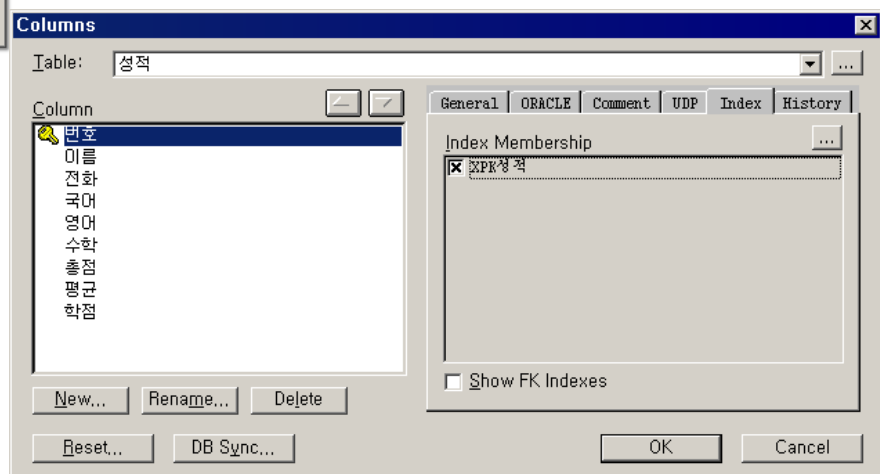 Columns
Table: 성적
...
Column
번호
이름
전화
국어
영어
수학
총점
평균
학점
New...
Rename...
Delete
Reset...
DB Sync...
General
ORACLE
Comment
UDP
Index
History
Index Membership
...
XPK성적
Show FK Indexes
OK
Cancel